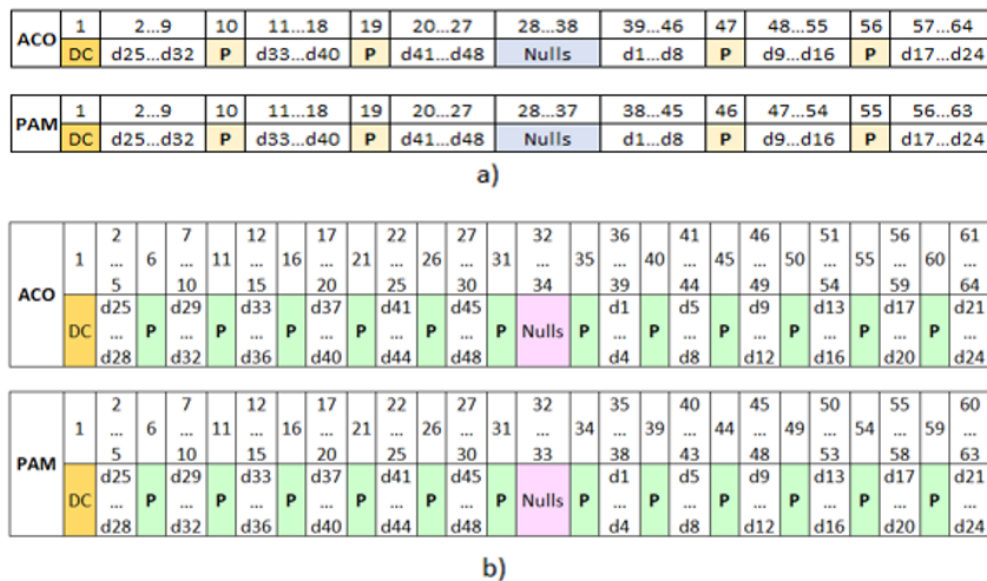 ACO 1 2...9 10 11...18 19 20...27 28...38 39...46 47 48...55 56 57...64
DC d25...d32 P d33...d40 P d41...d48 Nulls d1...d8 P d9...d16 P d17...d24
PAM 1 2...9 10 11...18 19 20...27 28...37 38...45 46 47...54 55 56...63
DC d25...d32 P d33...d40 P d41...d48 Nulls d1...d8 P d9...d16 P d17...d24
a)
ACO 1 2...5 6 7...10 11 12...15 16 17...20 21 22...25 26 27...30 31 32...34 35 36...39 40 41...44 45 46...49 50 51...54 55 56...59 60 61...64
DC d25...d28 P d29...d32 P d33...d36 P d37...d40 P d41...d44 P d45...d48 P Nulls P d1...d4 P d5...d8 P d9...d12 P d13...d16 P d17...d20 P d21...d24
PAM 1 2...5 6 7...10 11 12...15 16 17...20 21 22...25 26 27...30 31 32...33 34 35...38 39 40...43 44 45...48 49 50...53 54 55...58 59 60...63
DC d25...d28 P d29...d32 P d33...d36 P d37...d40 P d41...d44 P d45...d48 P Nulls P d1...d4 P d5...d8 P d9...d12 P d13...d16 P d17...d20 P d21...d24
b)